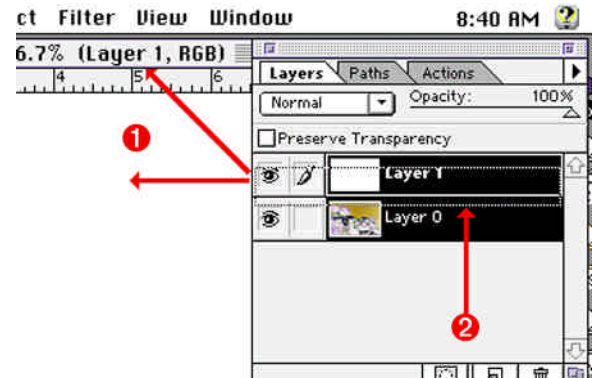 ct Filter View Window 8:40 AM
6.7% (Layer 1, RGB)
4 5 6
Layers Paths Actions
Normal Opacity: 100%
Preserve Transparency
1
Layer 1
Layer 0
2